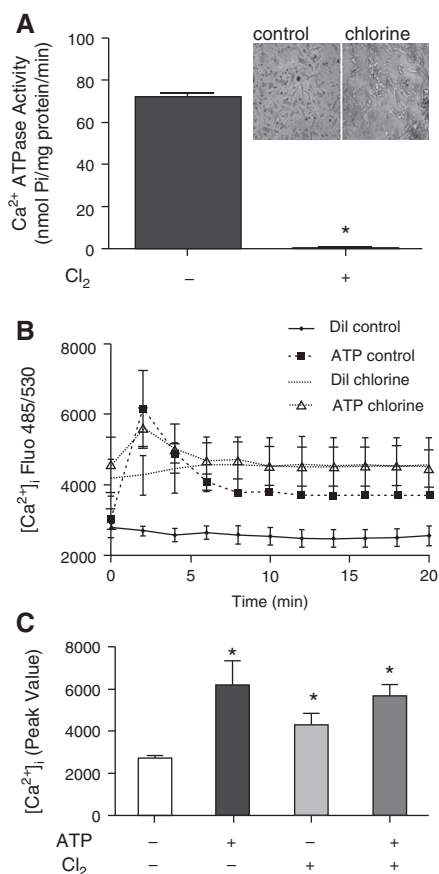 A
control chlorine
Ca²⁺ ATPase Activity
(nmol Pi/mg protein/min)
100
80
60
40
20
0
*
Cl₂ – +
B
Dil control
ATP control
Dil chlorine
ATP chlorine
[Ca²⁺]ᵢ Fluo 485/530
8000
6000
4000
2000
0 5 10 15 20
Time (min)
C
[Ca²⁺]ᵢ (Peak Value)
8000
6000
4000
2000
0
* * *
ATP – + – +
Cl₂ – – + +